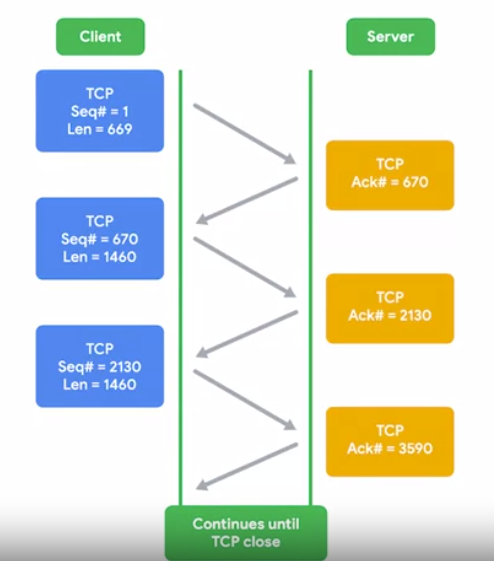 Client
Server
TCP
Seq# = 1
Len = 669
TCP
Ack# = 670
TCP
Seq# = 670
Len = 1460
TCP
Ack# = 2130
TCP
Seq# = 2130
Len = 1460
TCP
Ack# = 3590
Continues until
TCP close